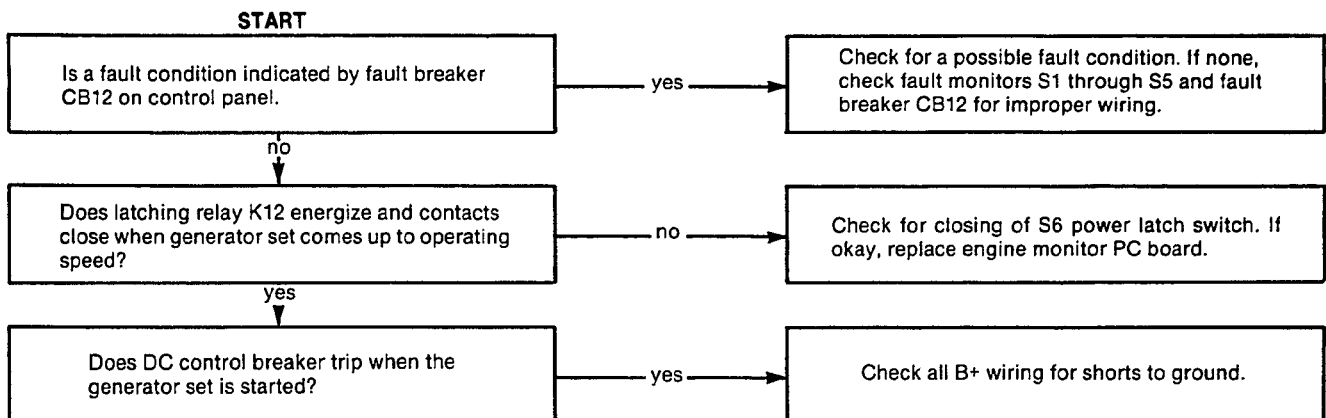 START
Is a fault condition indicated by fault breaker
CB12 on control panel.
yes
Check for a possible fault condition. If none,
check fault monitors S1 through S5 and fault
breaker CB12 for improper wiring.
no
Does latching relay K12 energize and contacts
close when generator set comes up to operating
speed?
no
Check for closing of S6 power latch switch. If
okay, replace engine monitor PC board.
yes
Does DC control breaker trip when the
generator set is started?
yes
Check all B+ wiring for shorts to ground.